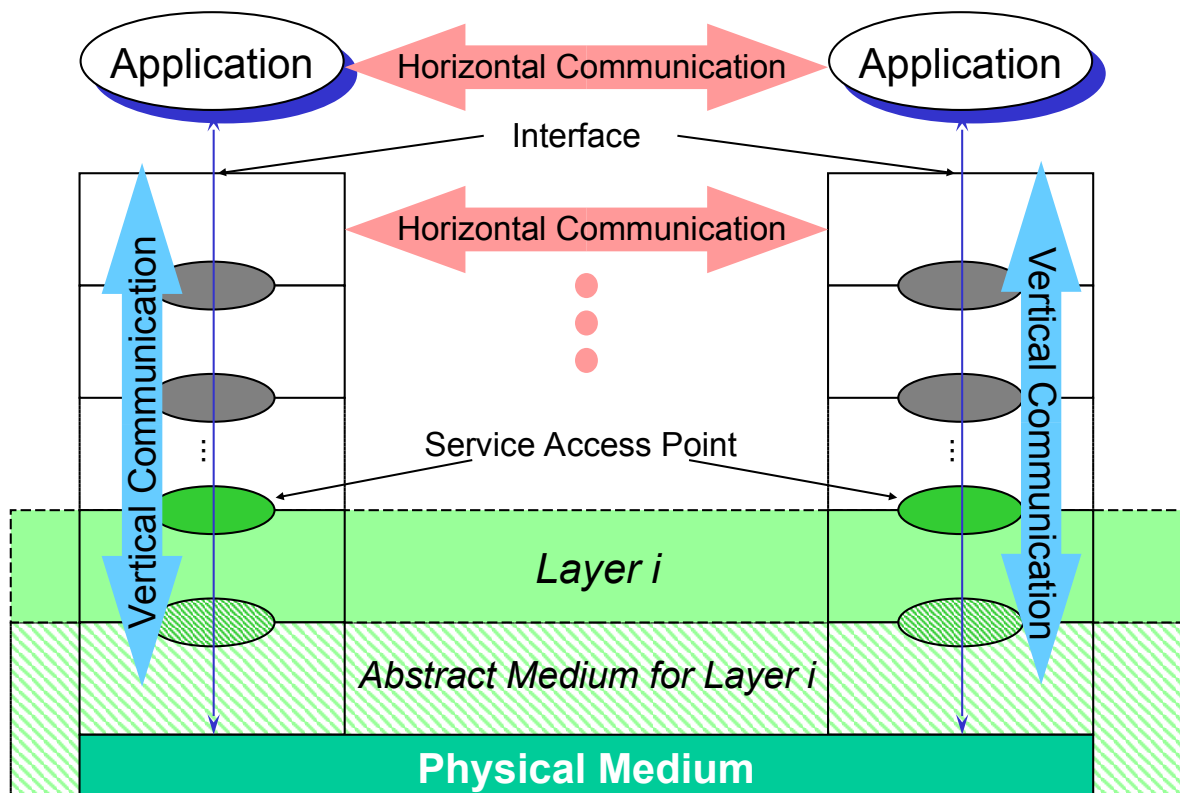 Application
Horizontal Communication
Application
Interface
Horizontal Communication
Vertical Communication
Vertical Communication
...
...
Service Access Point
Layer i
Abstract Medium for Layer i
Physical Medium